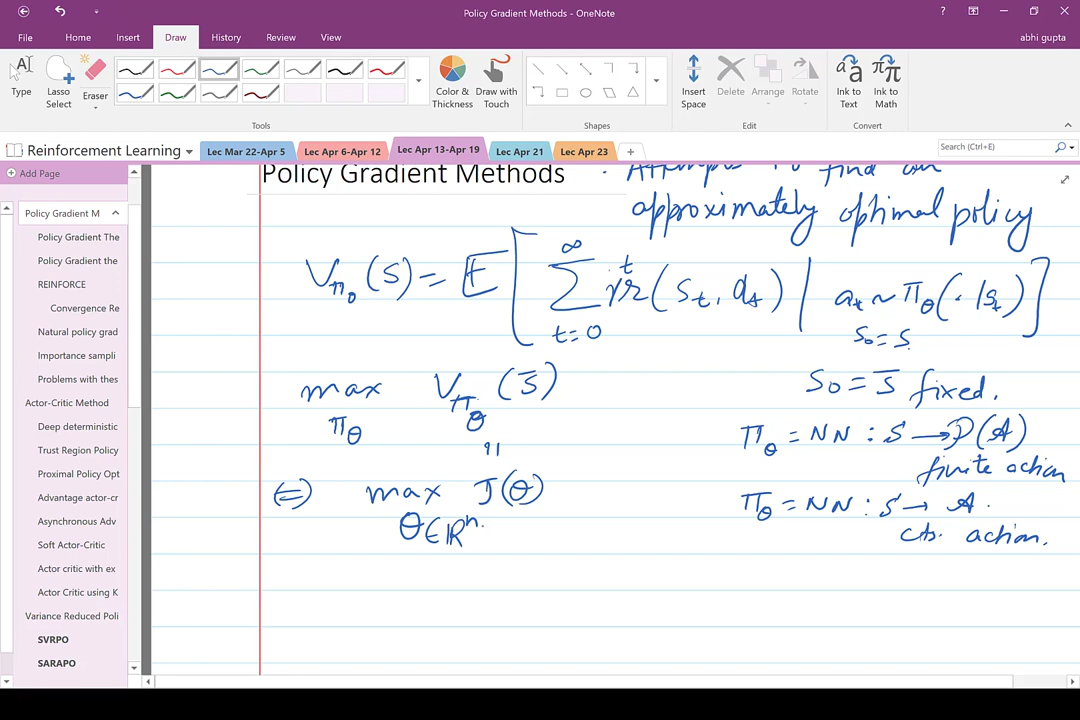 Policy Gradient Methods - OneNote
File Home Insert Draw History Review View
abhi gupta
Type
Lasso Select
Eraser
Color & Thickness
Draw with Touch
Insert Space
Delete
Arrange
Rotate
Ink to Text
Ink to Math
Tools
Shapes
Edit
Convert
Reinforcement Learning
Lec Mar 22-Apr 5
Lec Apr 6-Apr 12
Lec Apr 13-Apr 19
Lec Apr 21
Lec Apr 23
Search (Ctrl+E)
Add Page
Policy Gradient M
Policy Gradient The
Policy Gradient the
REINFORCE
Convergence Re
Natural policy grad
Importance sampli
Problems with thes
Actor-Critic Method
Deep deterministic
Trust Region Policy
Proximal Policy Opt
Advantage actor-cr
Asynchronous Adv
Soft Actor-Critic
Actor critic with ex
Actor Critic using K
Variance Reduced Poli
SVRPO
SARAPO
Policy Gradient Methods
· Attempts to find an
approximately optimal policy
V_{π_θ}(s) = E[ ∑_{t=0}^{∞} γ^t r(s_t, a_t) | a_t ~ π_θ(·|s_t) ]
s_0 = s
max_{π_θ} V_{π_θ}(s̄)
s_0 = s̄ fixed.
π_θ = NN : S → P(A)
finite action
"
⇔ max_{θ∈ℝ^n} J(θ)
π_θ = NN : S → A.
cts. action.